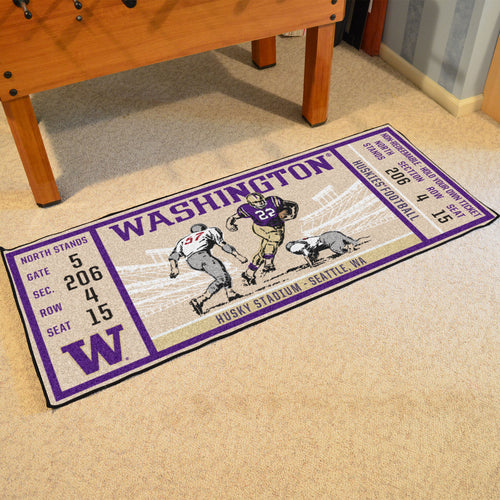 NORTH STANDS
GATE 5
SEC. 206
ROW 4
SEAT 15
W
WASHINGTON
37
22
HUSKY STADIUM - SEATTLE, WA
HUSKIES FOOTBALL
NORTH STANDS
SECTION 206
ROW 4
SEAT 15